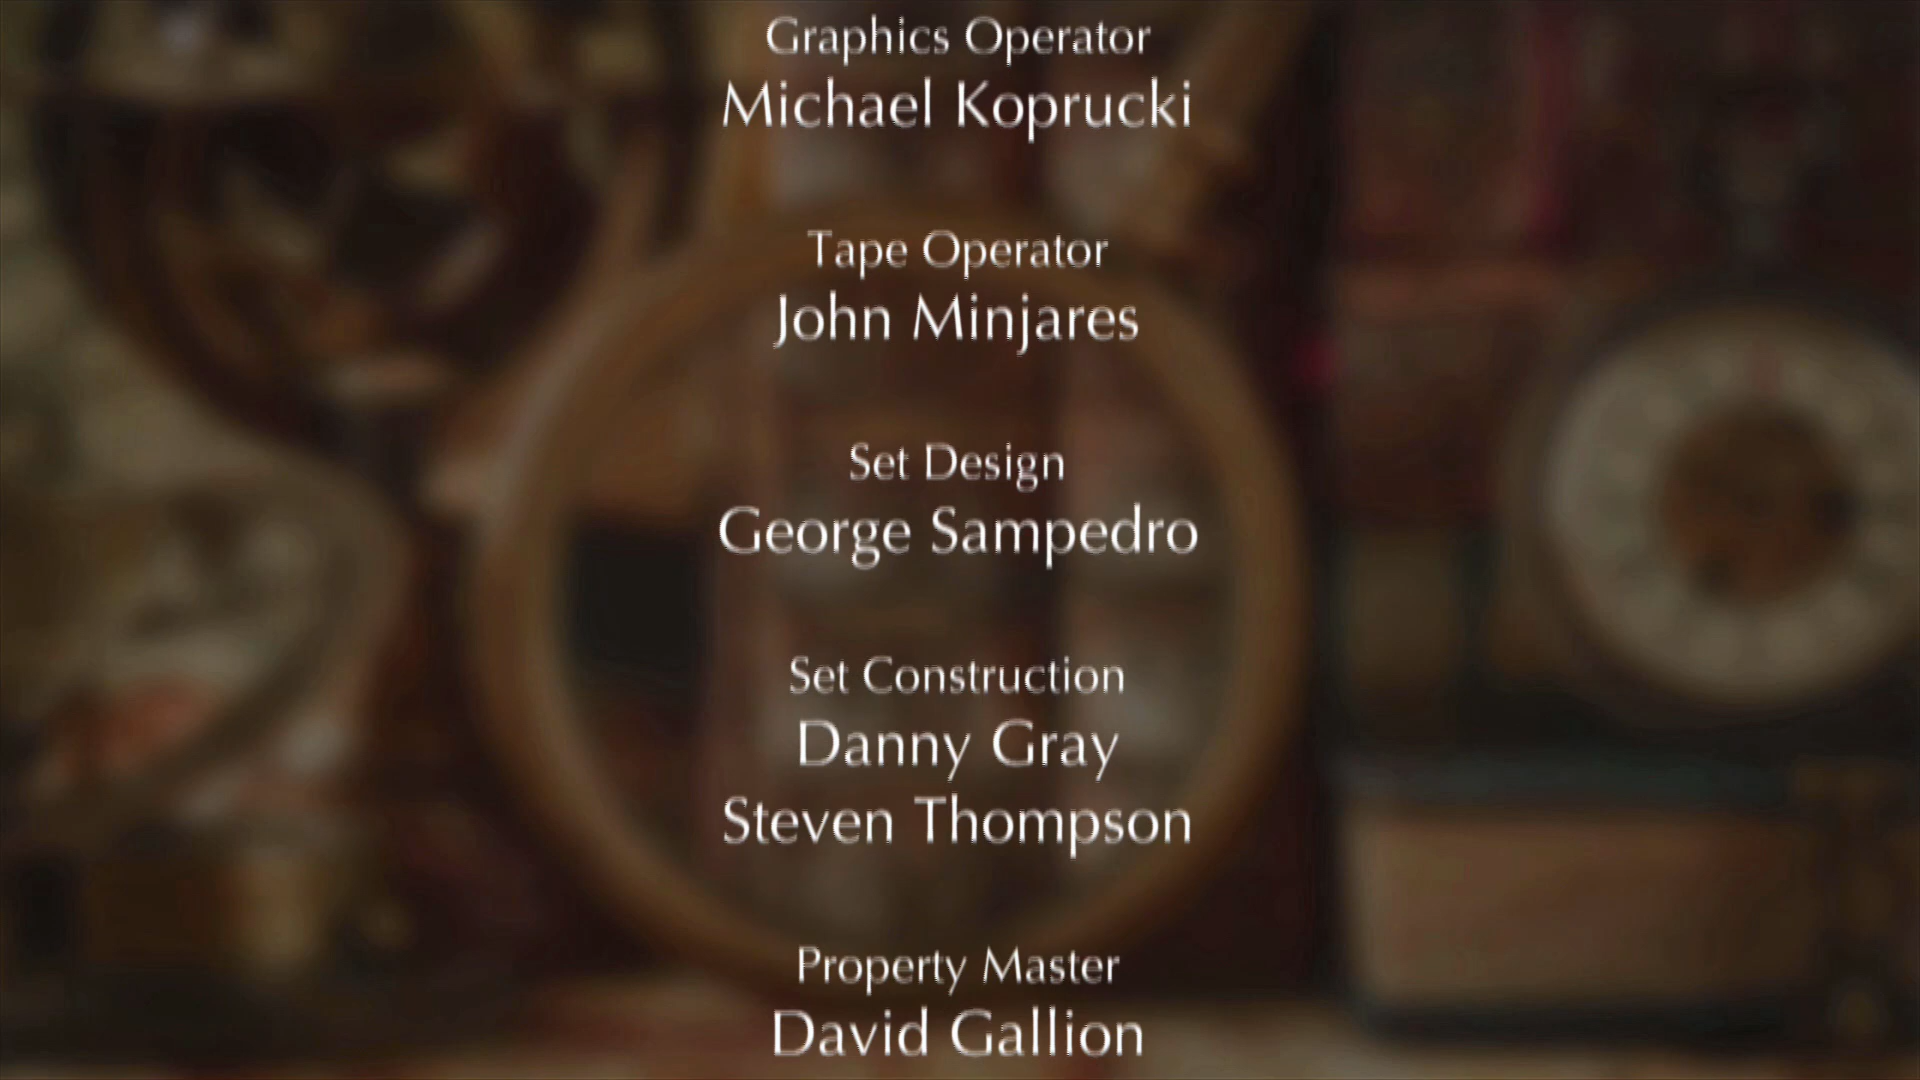 Graphics Operator
Michael Koprucki
Tape Operator
John Minjares
Set Design
George Sampedro
Set Construction
Danny Gray
Steven Thompson
Property Master
David Gallion